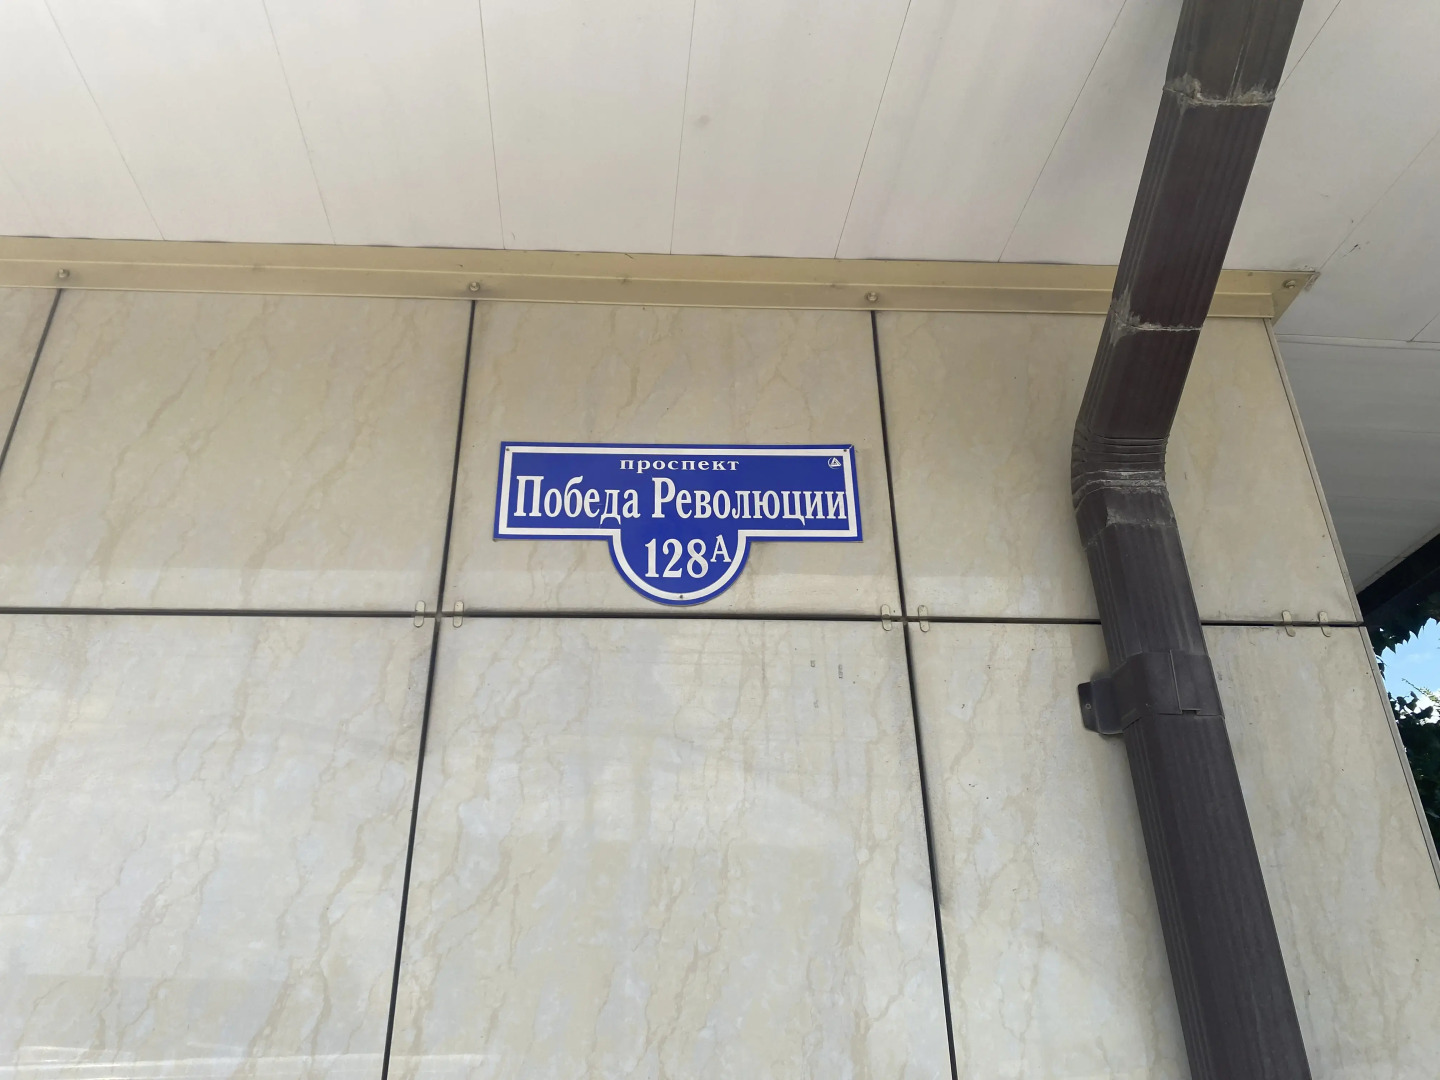 проспект
Победа Революции
128А